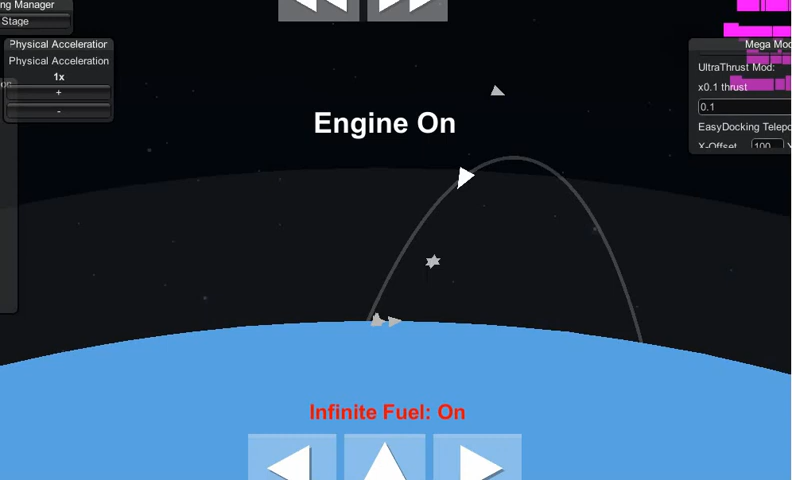 ng Manager
Stage
Physical Acceleration
Physical Acceleration
1x
+
-
Engine On
Mega Mod
UltraThrust Mod:
x0.1 thrust
0.1
EasyDocking Telepo
X-Offset
100
Infinite Fuel: On